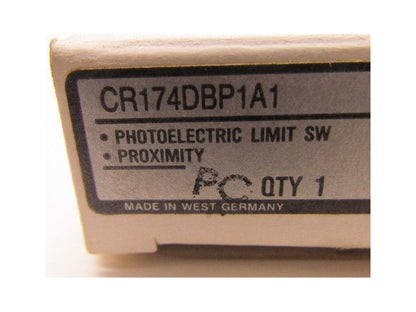 CR174DBP1A1
• PHOTOELECTRIC LIMIT SW
• PROXIMITY
PC QTY 1
MADE IN WEST GERMANY